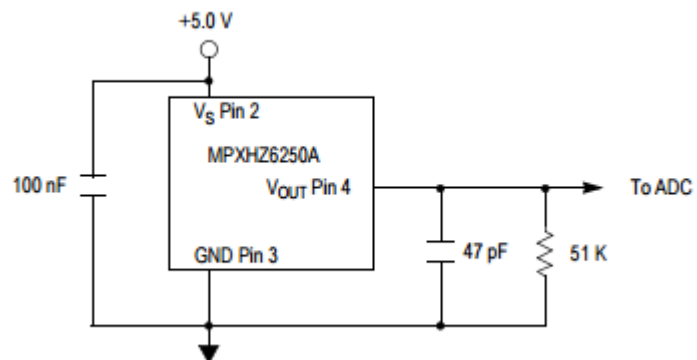 +5.0 V
VS Pin 2
MPXHZ6250A
100 nF
VOUT Pin 4
To ADC
GND Pin 3
47 pF
51 K